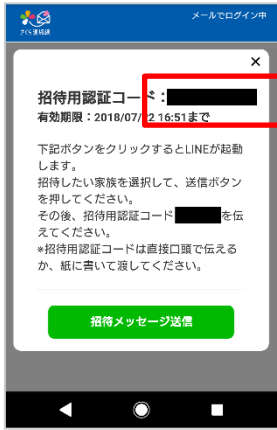 メールでログイン中
さくら連絡網
×
招待用認証コード：
有効期限：2018/07/ 2 16:51まで
下記ボタンをクリックするとLINEが起動
します。
招待したい家族を選択して、送信ボタン
を押してください。
その後、招待用認証コード を伝
えてください。
*招待用認証コードは直接口頭で伝える
か、紙に書いて渡してください。
招待メッセージ送信